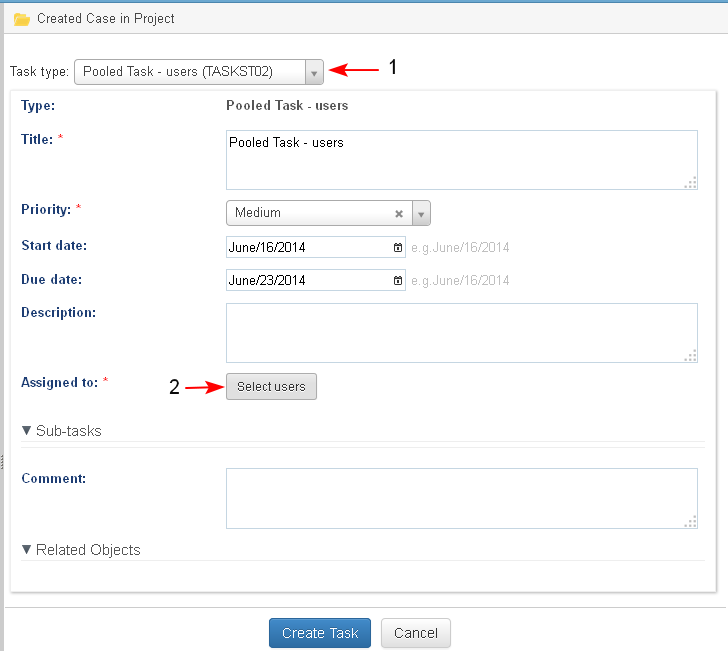 Created Case in Project
Task type: Pooled Task - users (TASKST02) 1
Type: Pooled Task - users
Title: * Pooled Task - users
Priority: * Medium
Start date: June/16/2014 e.g.June/16/2014
Due date: June/23/2014 e.g.June/16/2014
Description:
Assigned to: * 2 Select users
Sub-tasks
Comment:
Related Objects
Create Task Cancel